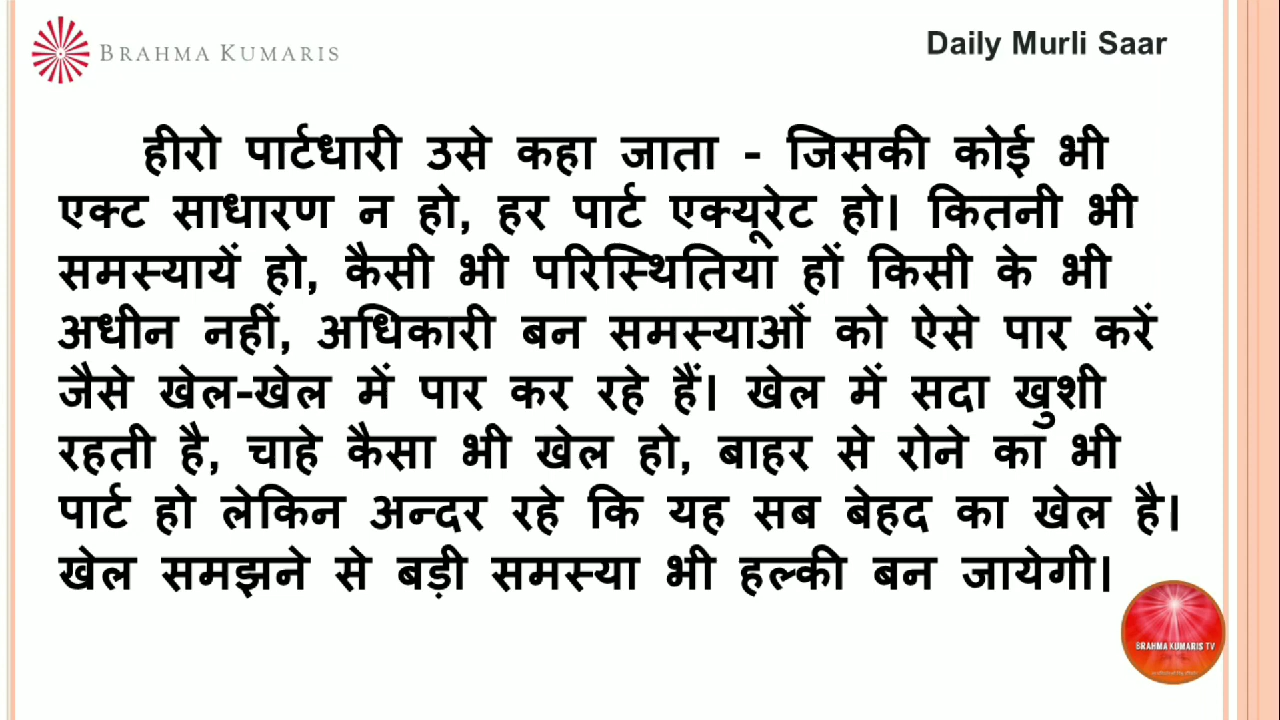 BRAHMA KUMARIS
Daily Murli Saar
हीरो पार्टधारी उसे कहा जाता - जिसकी कोई भी
एक्ट साधारण न हो, हर पार्ट एक्यूरेट हो। कितनी भी
समस्यायें हो, कैसी भी परिस्थितियां हों किसी के भी
अधीन नहीं, अधिकारी बन समस्याओं को ऐसे पार करें
जैसे खेल-खेल में पार कर रहे हैं। खेल में सदा खुशी
रहती है, चाहे कैसा भी खेल हो, बाहर से रोने का भी
पार्ट हो लेकिन अन्दर रहे कि यह सब बेहद का खेल है।
खेल समझने से बड़ी समस्या भी हल्की बन जायेगी।
BRAHMA KUMARIS TV